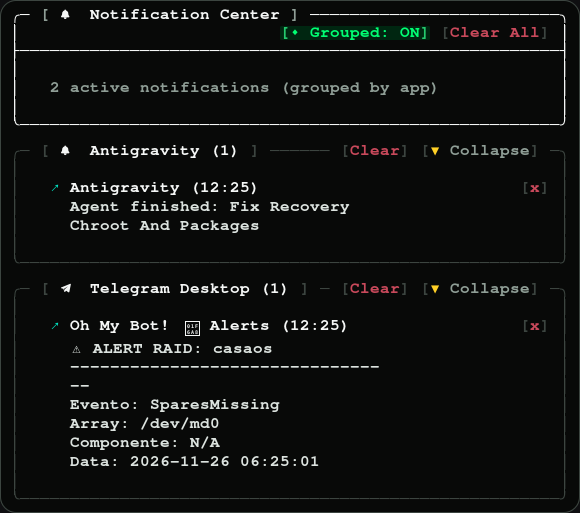 [ 🔔 Notification Center ]
[• Grouped: ON] [Clear All]
2 active notifications (grouped by app)
[ 🔔 Antigravity (1) ] [Clear] [▼ Collapse]
↗ Antigravity (12:25) [x]
Agent finished: Fix Recovery
Chroot And Packages
[ Telegram Desktop (1) ] [Clear] [▼ Collapse]
↗ Oh My Bot! 01F6A8 Alerts (12:25) [x]
⚠ ALERT RAID: casaos
-------------------------------
--
Evento: SparesMissing
Array: /dev/md0
Componente: N/A
Data: 2026-11-26 06:25:01